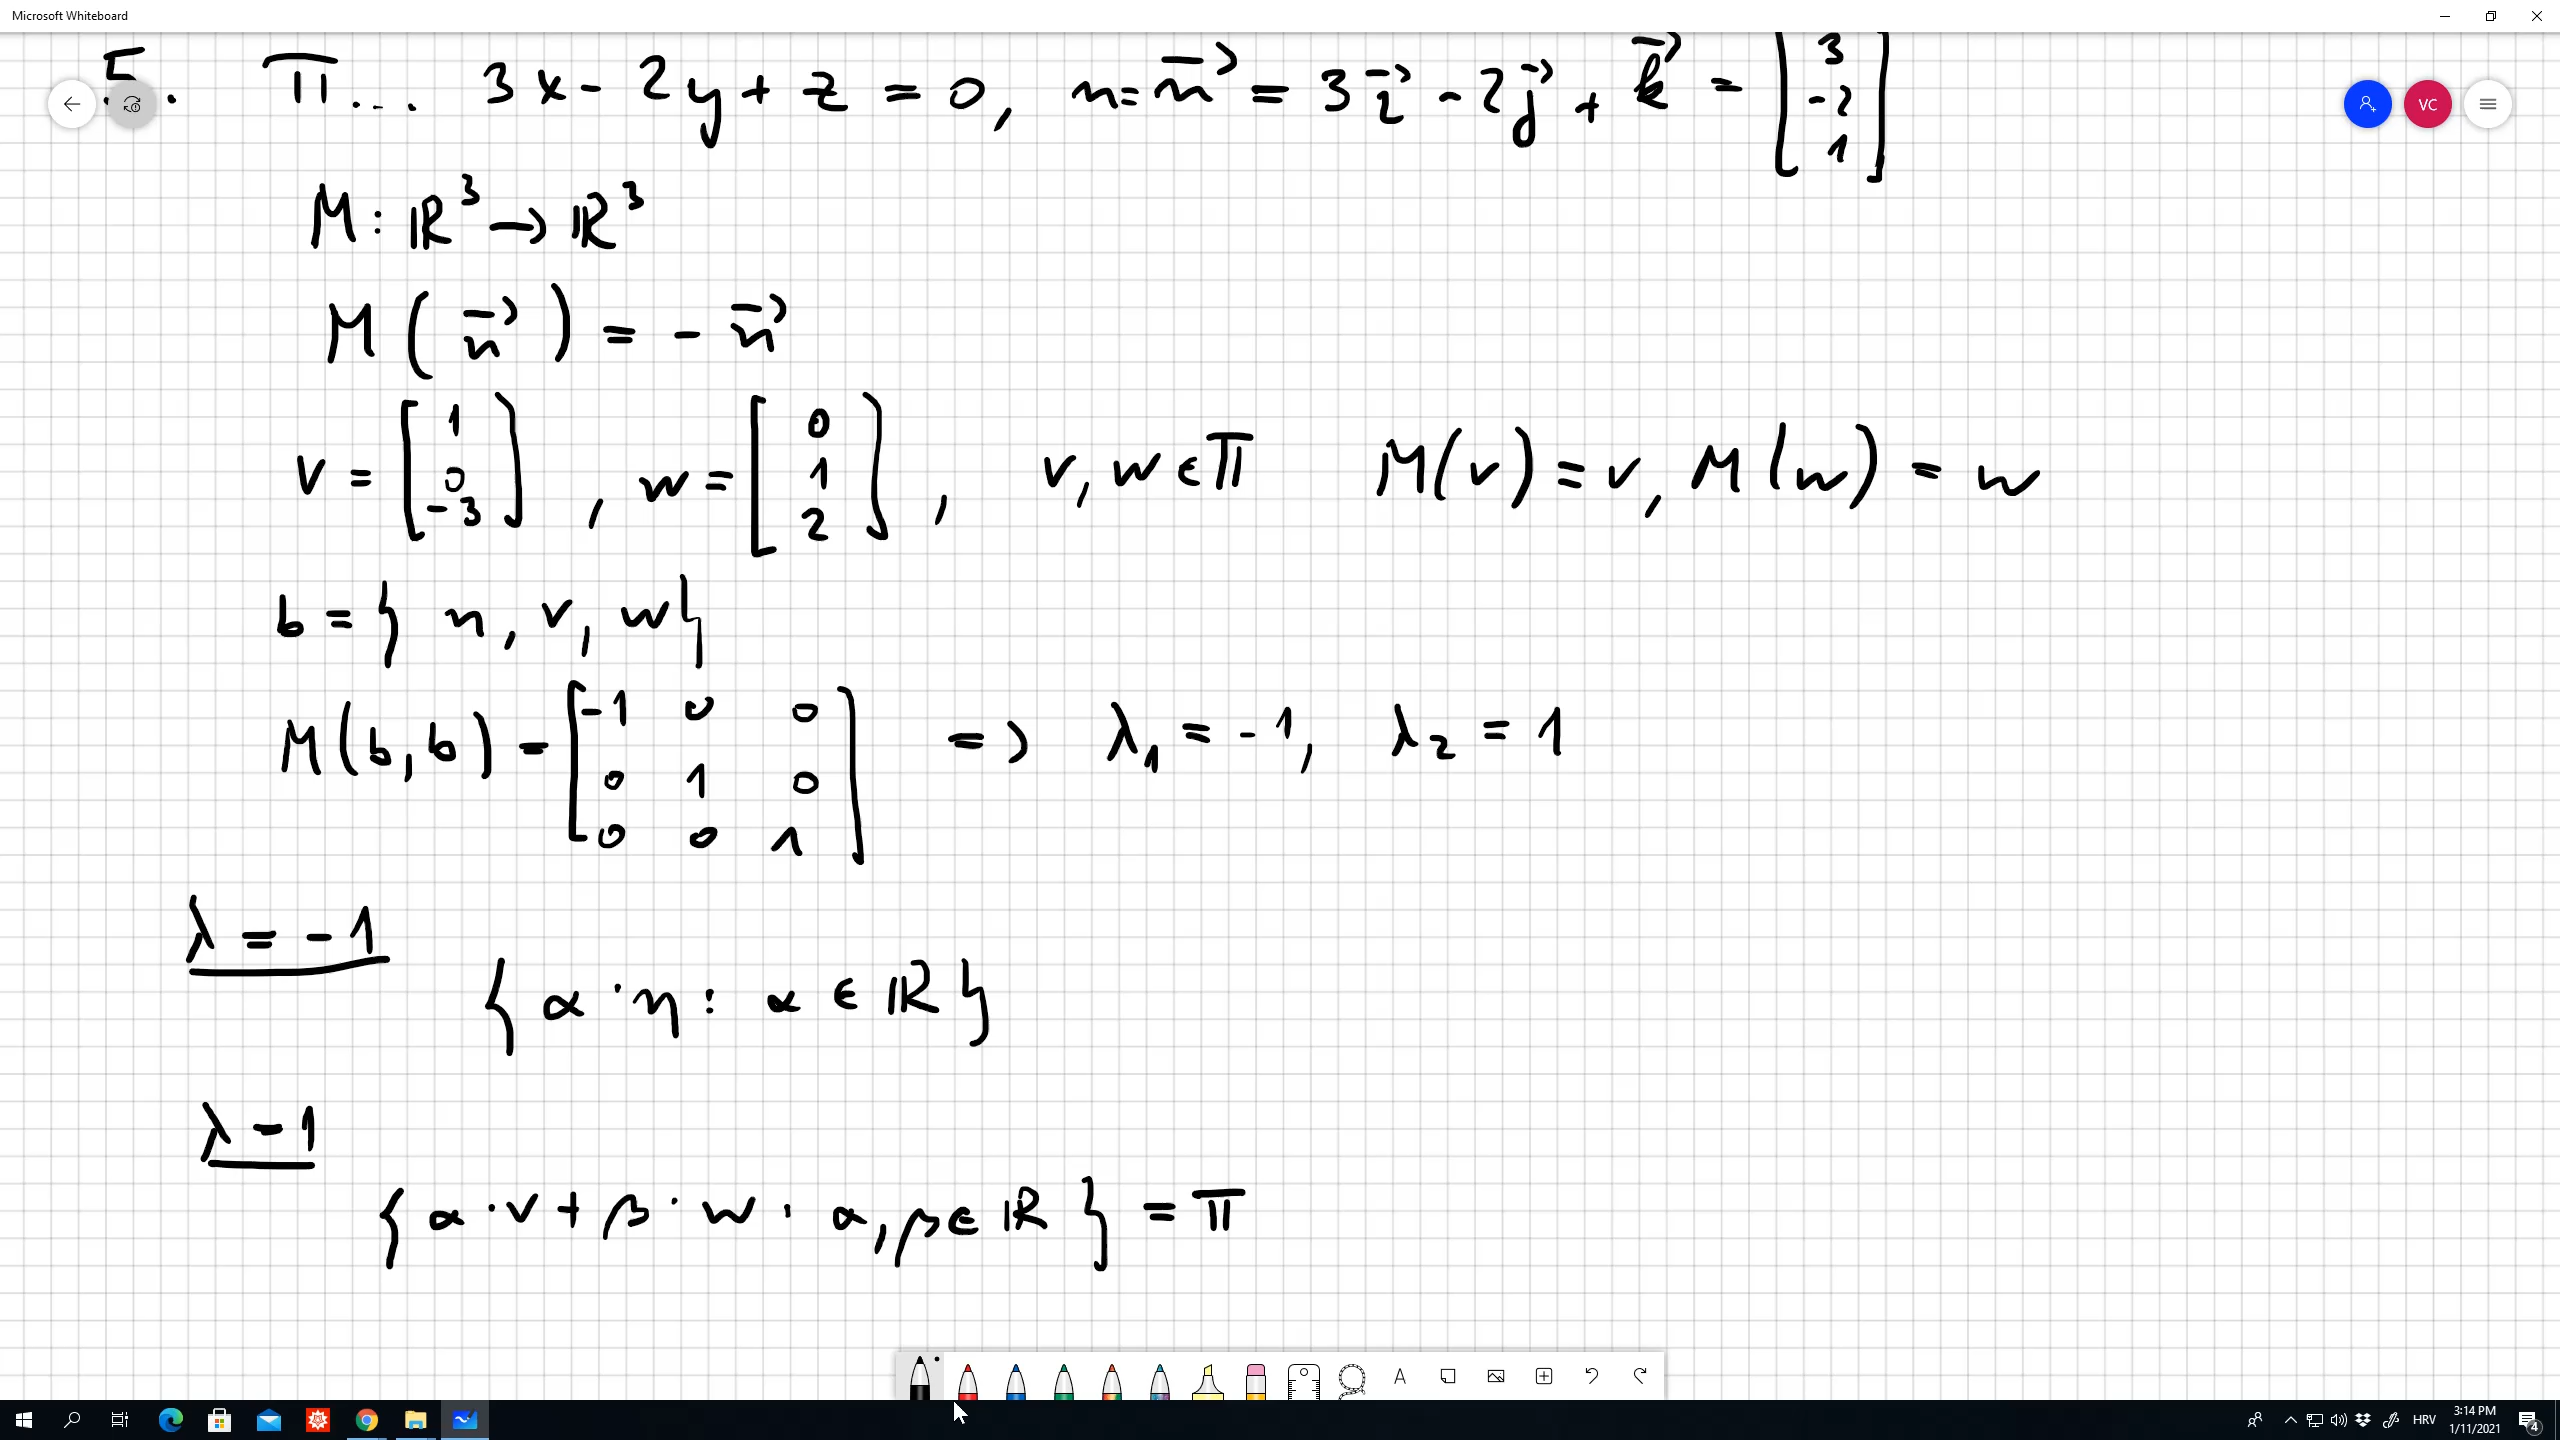 Microsoft Whiteboard
5. π... 3x - 2y + z = 0, n = n⃗ = 3i⃗ - 2j⃗ + k⃗ = [3 -2 1]
VC
M: ℝ³ → ℝ³
M(n⃗) = -n⃗
v = [1 0 -3], w = [0 1 2], v, w ∈ π M(v) = v, M(w) = w
b = { n, v, w }
M(b, b) = [-1 0 0
0 1 0
0 0 1] => λ₁ = -1, λ₂ = 1
λ = -1
{ α · n : α ∈ ℝ }
λ = 1
{ α · v + β · w : α, β ∈ ℝ } = π
A
HRV
3:14 PM
1/11/2021
4